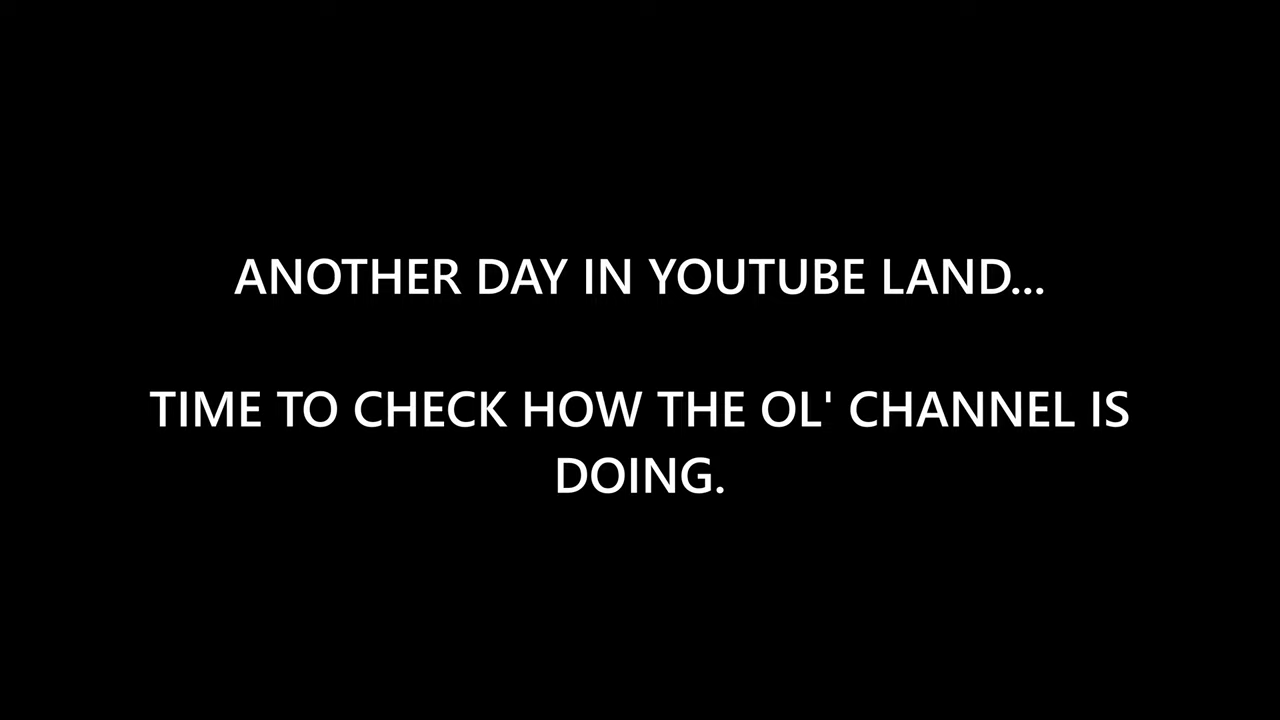 ANOTHER DAY IN YOUTUBE LAND...
TIME TO CHECK HOW THE OL' CHANNEL IS
DOING.